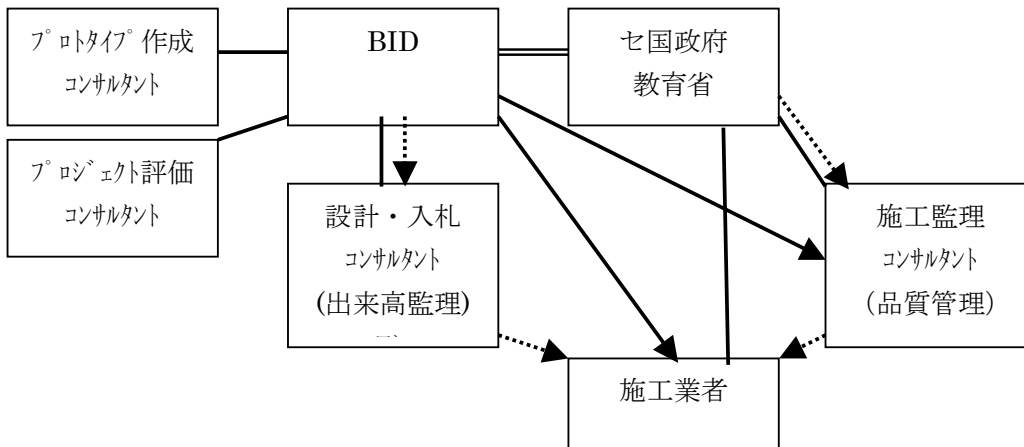 ﾌﾟﾛﾄﾀｲﾌﾟ作成
ｺﾝｻﾙﾀﾝﾄ
BID
セ国政府
教育省
ﾌﾟﾛｼﾞｪｸﾄ評価
ｺﾝｻﾙﾀﾝﾄ
設計・入札
ｺﾝｻﾙﾀﾝﾄ
(出来高監理)
施工監理
ｺﾝｻﾙﾀﾝﾄ
(品質管理)
施工業者